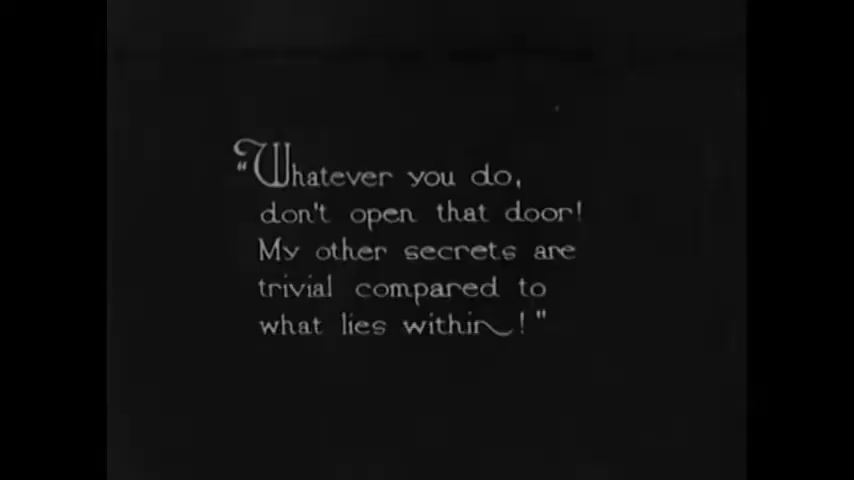 "Whatever you do,
don't open that door!
My other secrets are
trivial compared to
what lies within!"